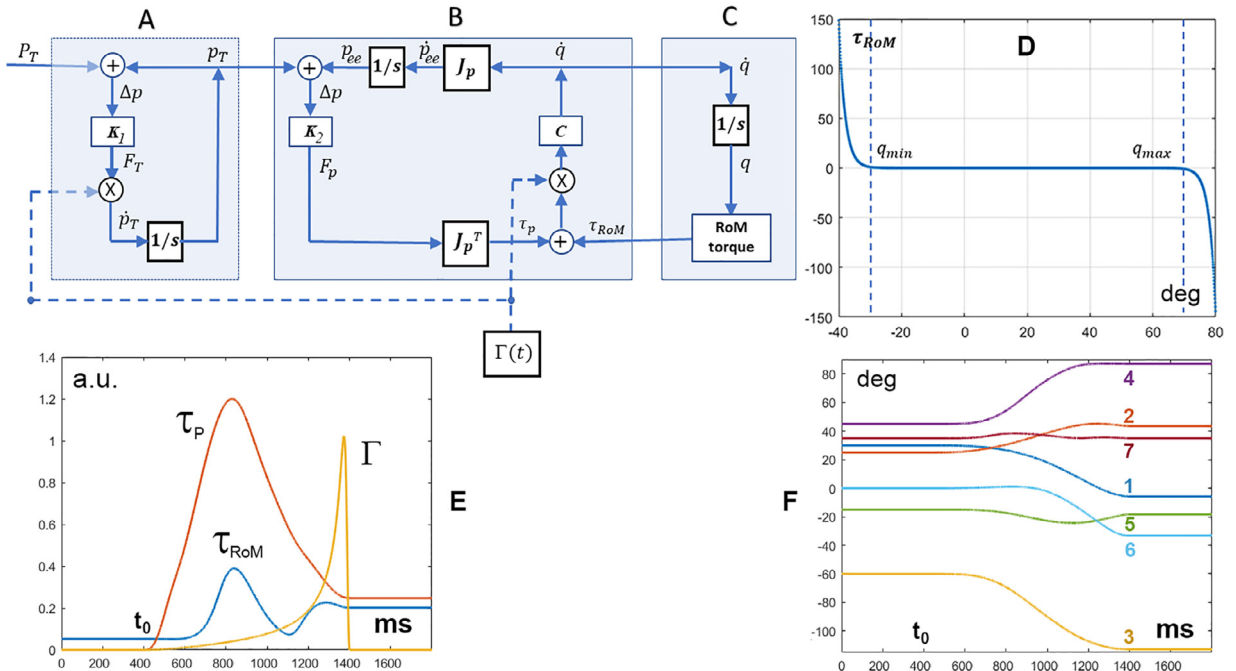 A
B
C
P_T
p_T
+
Δp
K_1
F_T
X
ṗ_T
1/s
+
p_ee
1/s
ṗ_ee
J_p
q̇
Δp
K_2
F_p
C
X
J_p^T
τ_p
+
τ_RoM
q̇
1/s
q
RoM
torque
Γ(t)
150
100
50
0
-50
-100
-150
τ_RoM
D
q_min
q_max
deg
-40
-20
0
20
40
60
80
1.4
1.2
1
0.8
0.6
0.4
0.2
0
a.u.
τ_P
Γ
τ_RoM
t_0
ms
0
200
400
600
800
1000
1200
1400
1600
E
F
80
60
40
20
0
-20
-40
-60
-80
-100
deg
4
2
7
1
5
6
3
t_0
ms
0
200
400
600
800
1000
1200
1400
1600